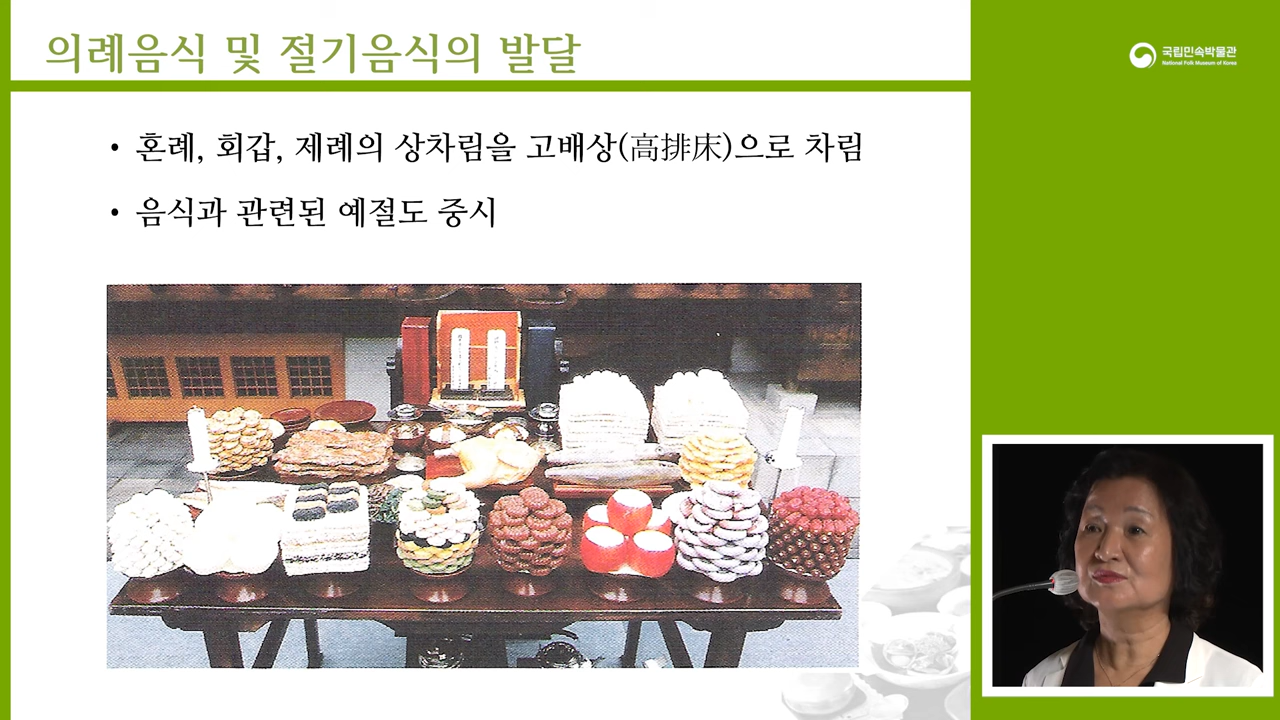 의례음식 및 절기음식의 발달
국립민속박물관
National Folk Museum of Korea
• 혼례, 회갑, 제례의 상차림을 고배상(高排床)으로 차림
• 음식과 관련된 예절도 중시